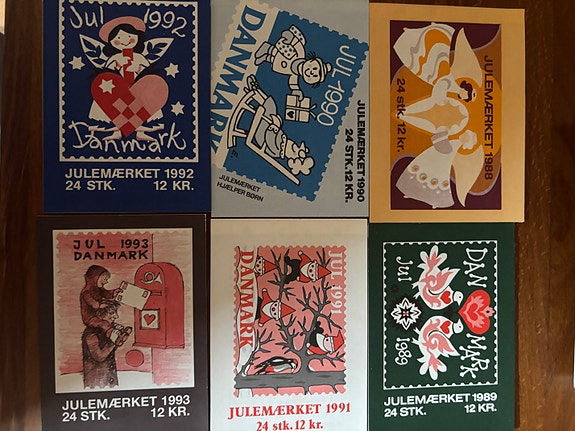 Jul 1992
Danmark
JULEMÆRKET 1992
24 STK. 12 KR.
DANMARK
JUL 1990
JULEMÆRKET
HJÆLPER BØRN
JULEMÆRKET 1990
24 STK. 12 KR.
JULEMÆRKET 1988
24 stk. 12 kr.
JUL 1993
DANMARK
JULEMÆRKET 1993
24 STK. 12 KR.
DANMARK
JUL 1991
JULEMÆRKET 1991
24 stk. 12 kr.
DAN
MARK
Jul
1989
JULEMÆRKET 1989
24 STK. 12 KR.